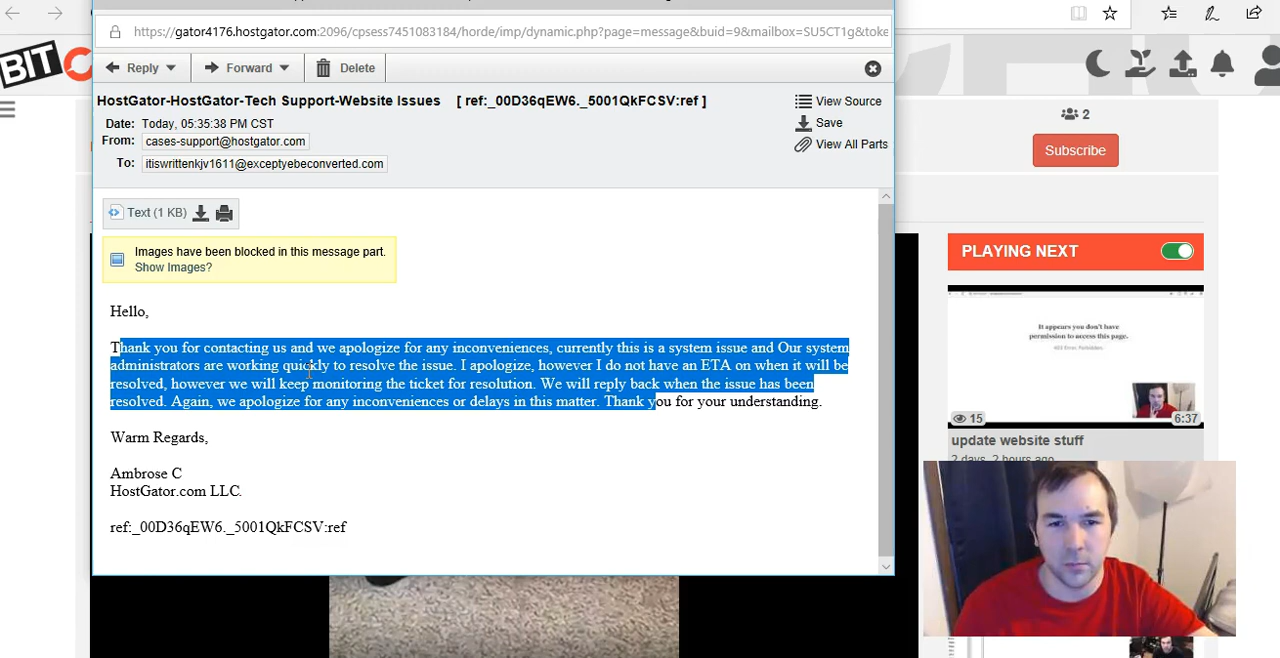 https://gator4176.hostgator.com:2096/cpsess7451083184/horde/imp/dynamic.php?page=message&buid=9&mailbox=SU5CT1g&toke
BIT
Reply
Forward
Delete
HostGator-HostGator-Tech Support-Website Issues [ ref:_00D36qEW6._5001QkFCSV:ref ]
View Source
Date: Today, 05:35:38 PM CST
Save
From: cases-support@hostgator.com
View All Parts
To: itiswrittenkjv1611@exceptyebeconverted.com
2
Subscribe
Text (1 KB)
Images have been blocked in this message part.
Show Images?
PLAYING NEXT
Hello,
Thank you for contacting us and we apologize for any inconveniences, currently this is a system issue and Our system
administrators are working quickly to resolve the issue. I apologize, however I do not have an ETA on when it will be
resolved, however we will keep monitoring the ticket for resolution. We will reply back when the issue has been
resolved. Again, we apologize for any inconveniences or delays in this matter. Thank you for your understanding.
Warm Regards,
Ambrose C
HostGator.com LLC.
ref:_00D36qEW6._5001QkFCSV:ref
It appears you don't have
permission to access this page.
403 Error. Forbidden.
15
6:37
update website stuff
2 days, 2 hours ago